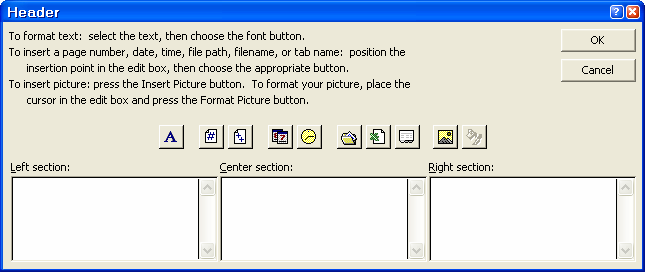 Header
To format text:  select the text, then choose the font button.
To insert a page number, date, time, file path, filename, or tab name:  position the
insertion point in the edit box, then choose the appropriate button.
To insert picture: press the Insert Picture button.  To format your picture, place the
cursor in the edit box and press the Format Picture button.
OK
Cancel
A
Left section:
Center section:
Right section: